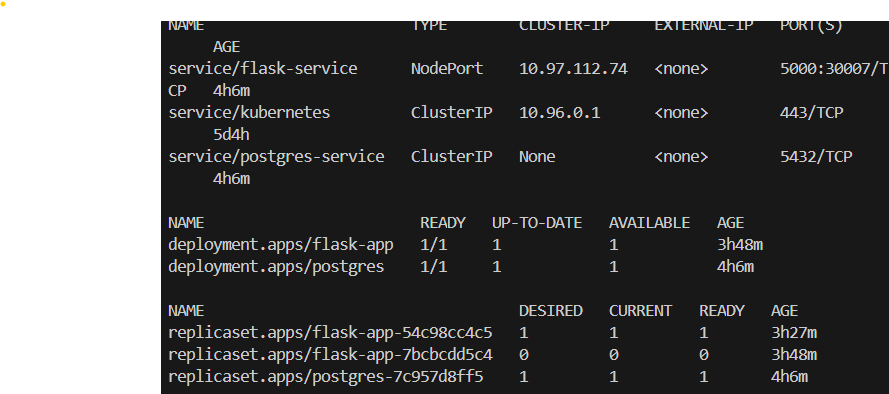 NAME TYPE CLUSTER-IP EXTERNAL-IP PORT(S)
AGE
service/flask-service NodePort 10.97.112.74 <none> 5000:30007/T
CP 4h6m
service/kubernetes ClusterIP 10.96.0.1 <none> 443/TCP
5d4h
service/postgres-service ClusterIP None <none> 5432/TCP
4h6m
NAME READY UP-TO-DATE AVAILABLE AGE
deployment.apps/flask-app 1/1 1 1 3h48m
deployment.apps/postgres 1/1 1 1 4h6m
NAME DESIRED CURRENT READY AGE
replicaset.apps/flask-app-54c98cc4c5 1 1 1 3h27m
replicaset.apps/flask-app-7bcbcdd5c4 0 0 0 3h48m
replicaset.apps/postgres-7c957d8ff5 1 1 1 4h6m